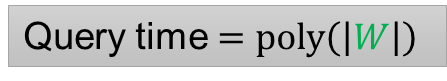 Query time = poly(|W|)